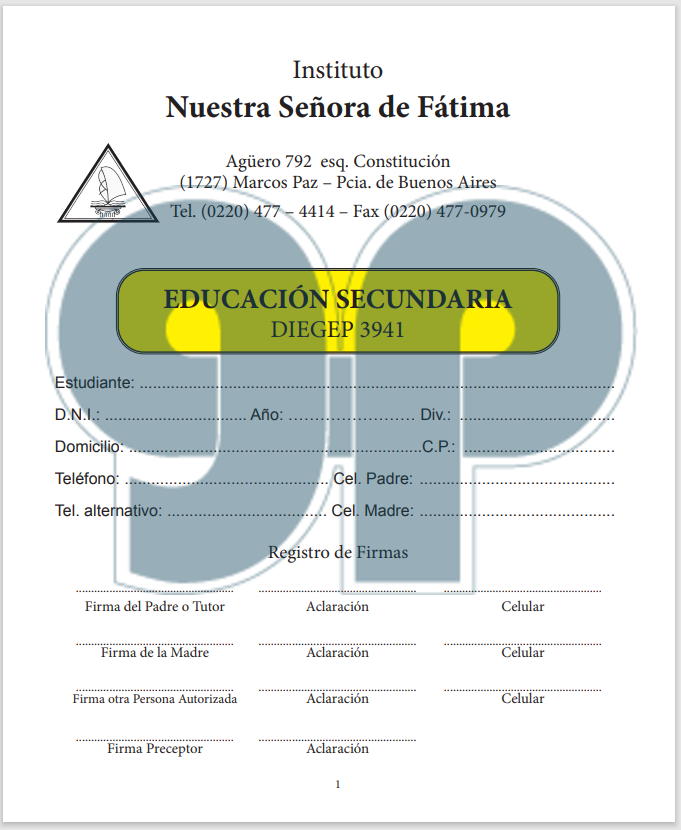 Instituto
Nuestra Señora de Fátima
Agüero 792 esq. Constitución
(1727) Marcos Paz – Pcia. de Buenos Aires
Tel. (0220) 477 – 4414 – Fax (0220) 477-0979
EDUCACIÓN SECUNDARIA
DIEGEP 3941
Estudiante: ..........................................................................................................
D.N.I.: ................................ Año: …………………… Div.: ..................................
Domicilio: .................................................................C.P.: ..................................
Teléfono: .............................................. Cel. Padre: ............................................
Tel. alternativo: .................................... Cel. Madre: ............................................
Registro de Firmas
Firma del Padre o Tutor Aclaración Celular
Firma de la Madre Aclaración Celular
Firma otra Persona Autorizada Aclaración Celular
Firma Preceptor Aclaración
1